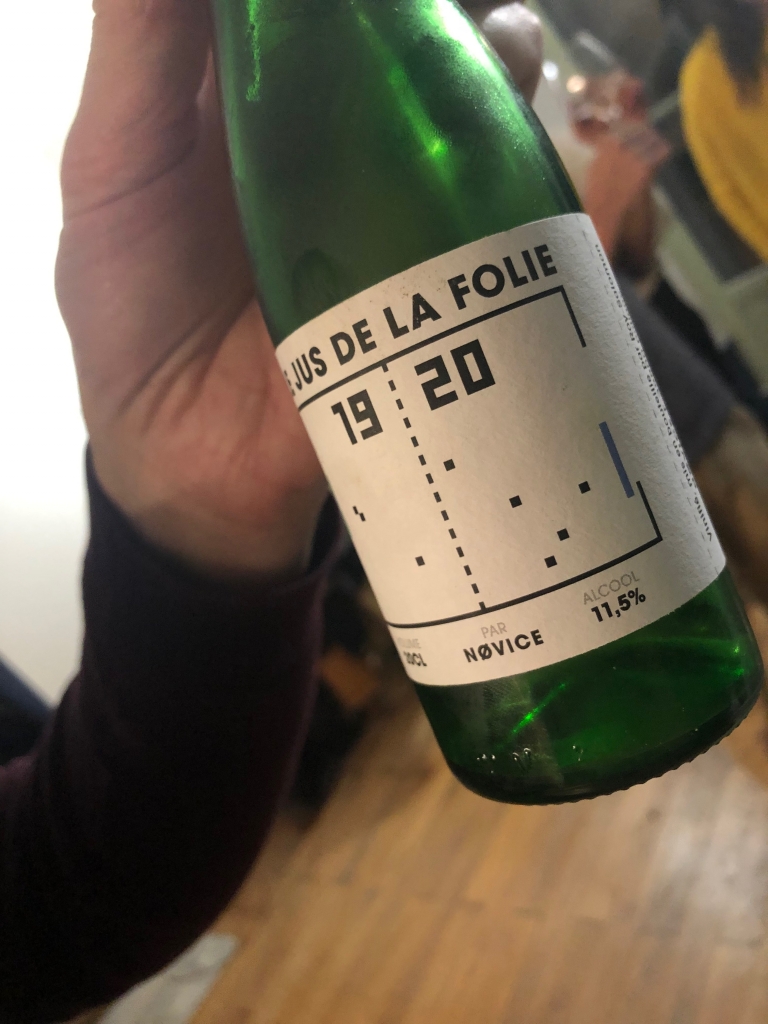 JUS DE LA FOLIE
19 20
PAR
NØVICE
ALCOOL
11,5%